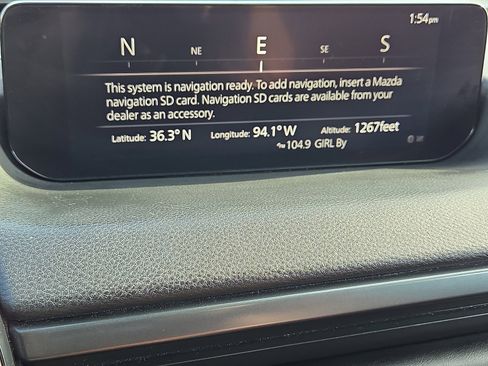 1:54pm
N NE E SE S
This system is navigation ready. To add navigation, insert a Mazda
navigation SD card. Navigation SD cards are available from your
dealer as an accessory.
Latitude: 36.3° N Longitude: 94.1° W Altitude: 1267feet
104.9 GIRL By